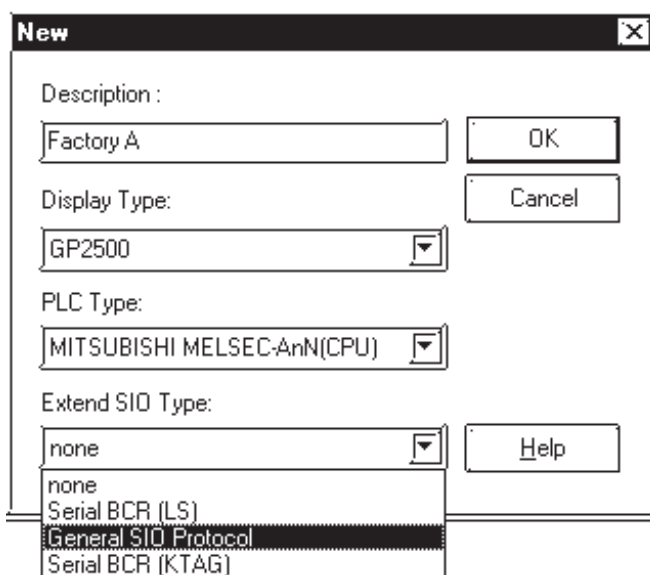 New
Description :
Factory A
OK
Cancel
Display Type:
GP2500
PLC Type:
MITSUBISHI MELSEC-AnN(CPU)
Extend SIO Type:
none
Help
none
Serial BCR (LS)
General SIO Protocol
Serial BCR (KTAG)